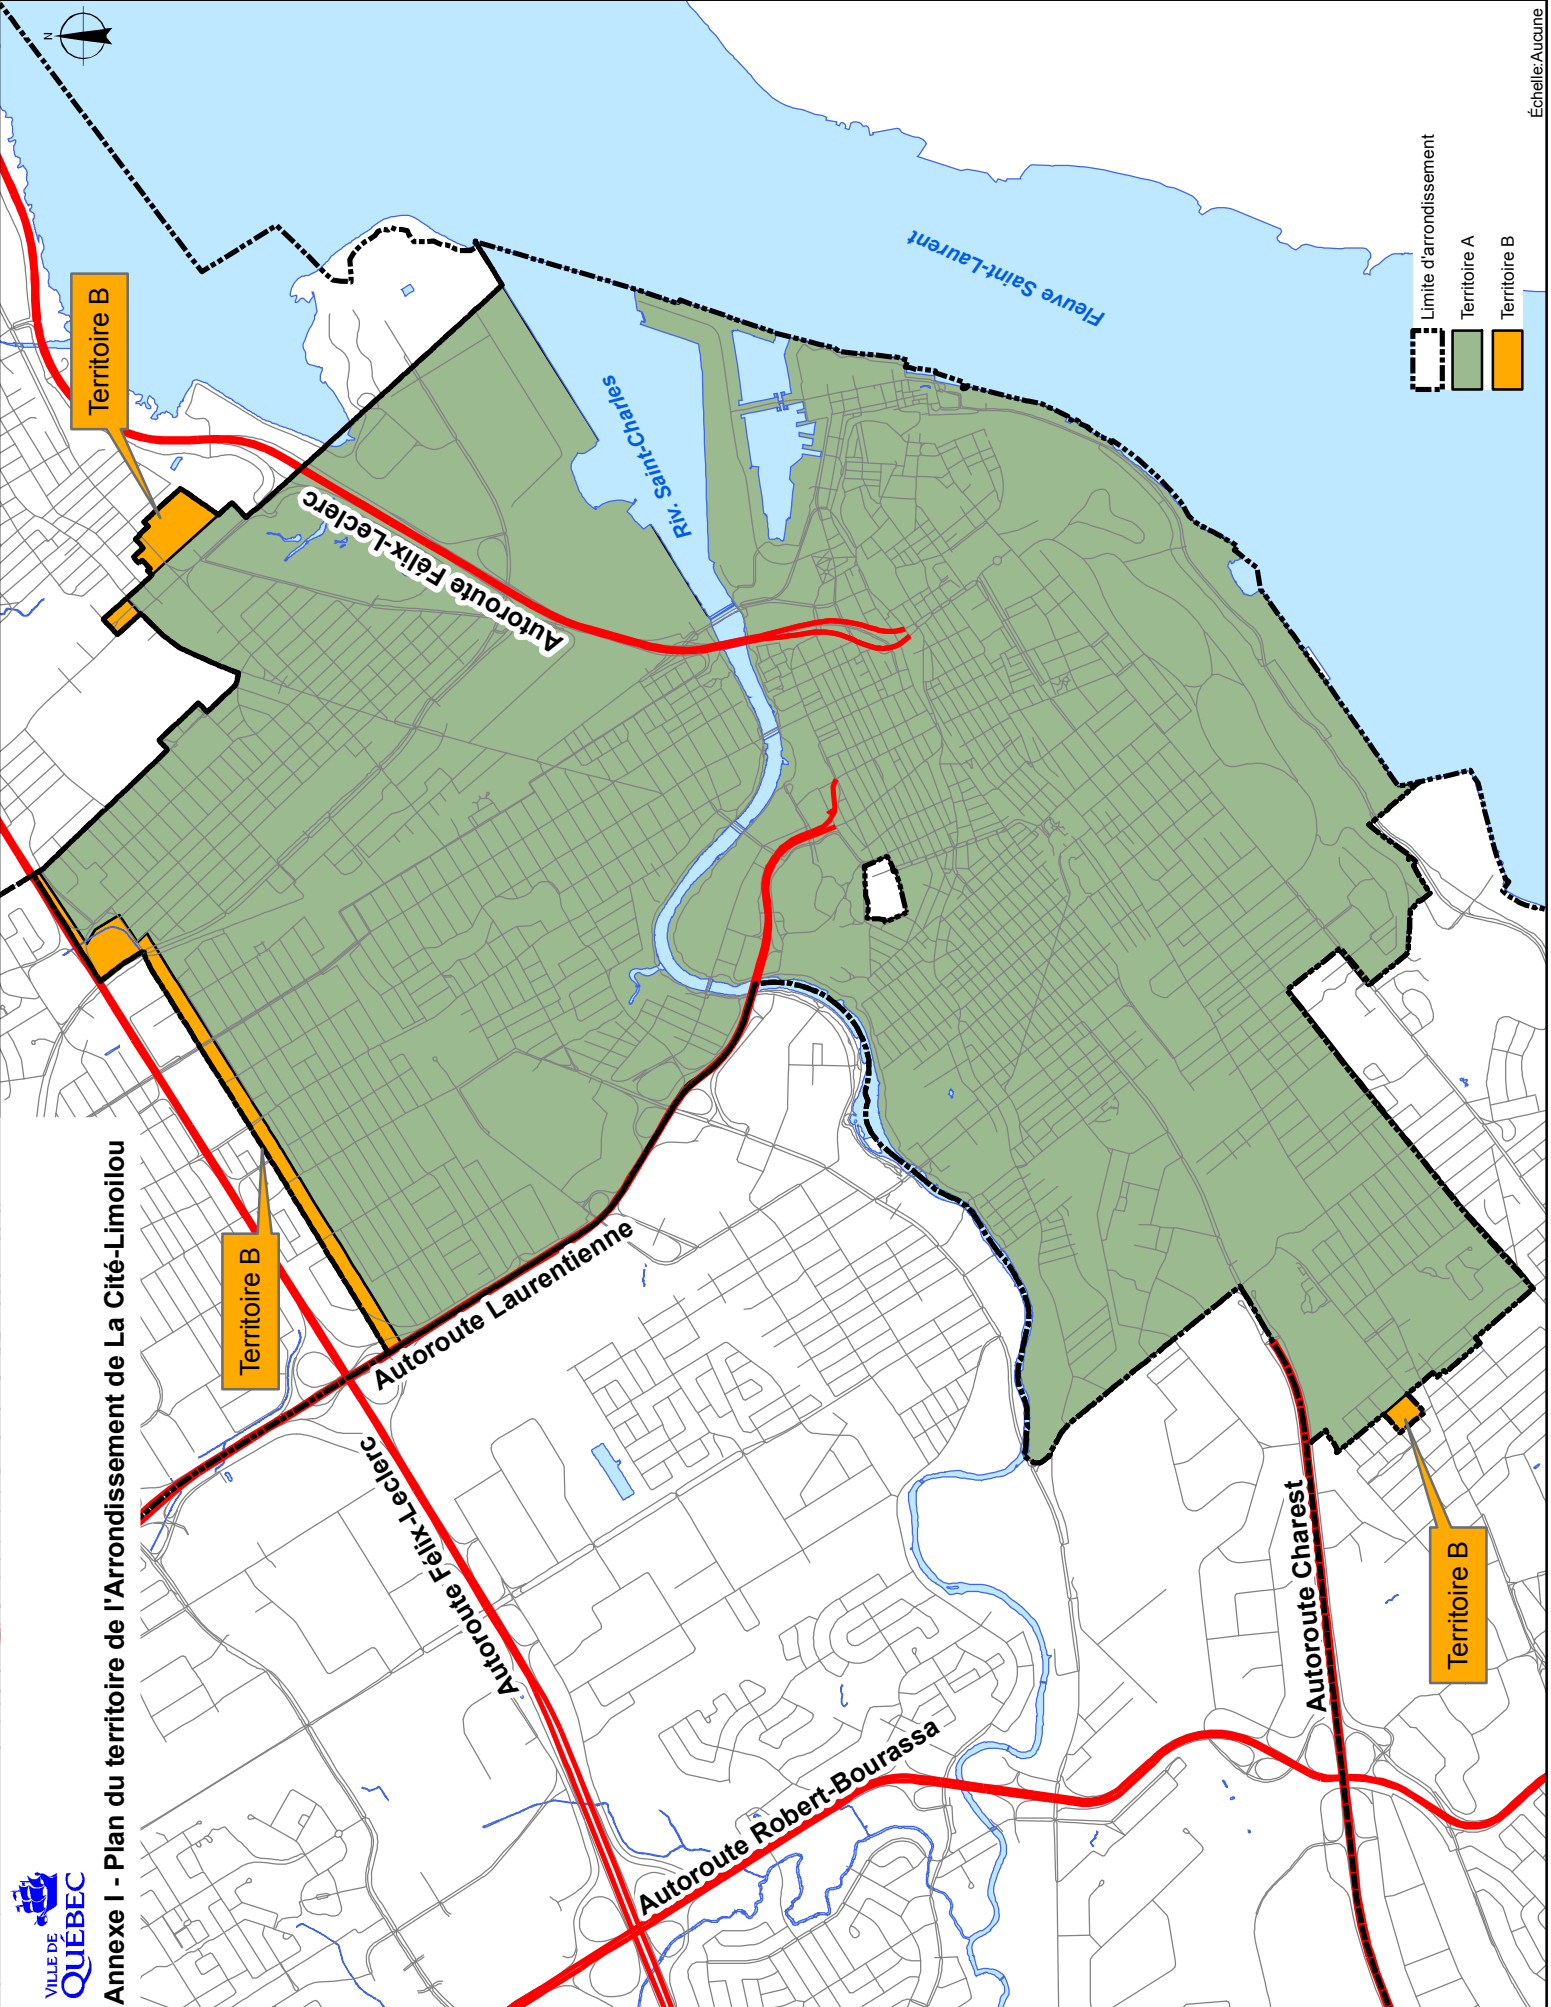 VILLE DE
QUÉBEC
Annexe I - Plan du territoire de l'Arrondissement de La Cité-Limoilou
N
Territoire B
Territoire B
Autoroute Félix-Leclerc
Autoroute Laurentienne
Autoroute Félix-Leclerc
Riv. Saint-Charles
Fleuve Saint-Laurent
Autoroute Robert-Bourassa
Autoroute Charest
Territoire B
Limite d'arrondissement
Territoire A
Territoire B
Échelle:Aucune